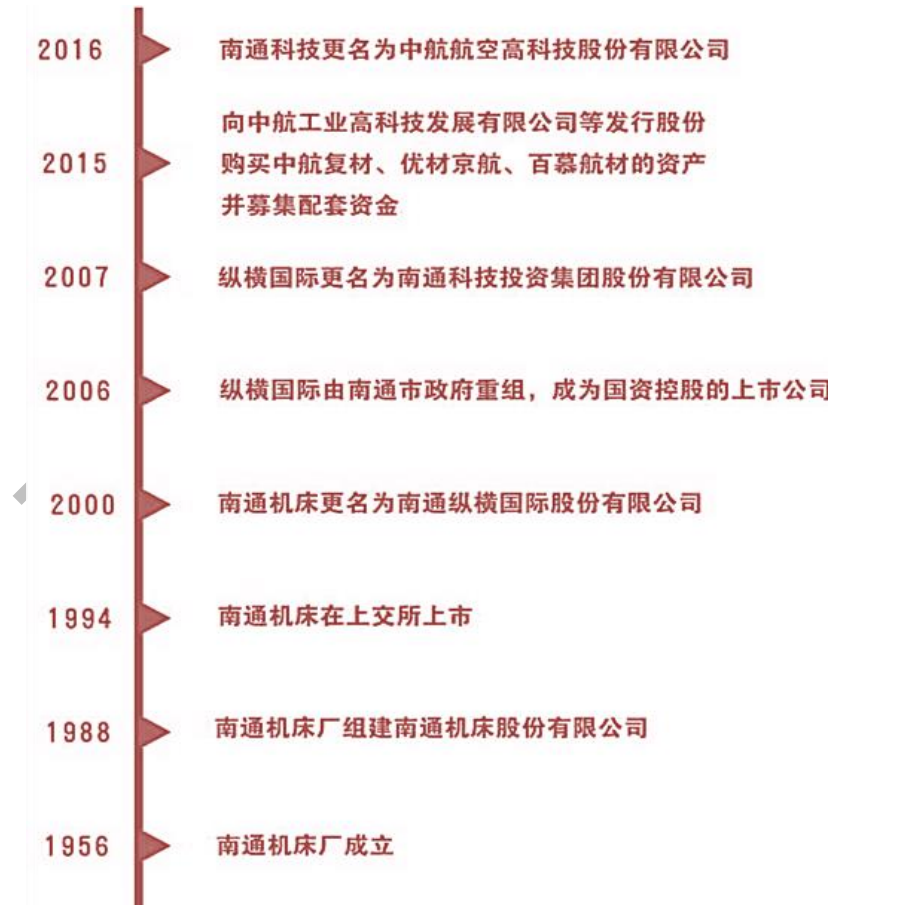 2016
南通科技更名为中航航空高科技股份有限公司
向中航工业高科技发展有限公司等发行股份
2015
购买中航复材、优材京航、百慕航材的资产
并募集配套资金
2007
纵横国际更名为南通科技投资集团股份有限公司
2006
纵横国际由南通市政府重组，成为国资控股的上市公司
2000
南通机床更名为南通纵横国际股份有限公司
1994
南通机床在上交所上市
1988
南通机床厂组建南通机床股份有限公司
1956
南通机床厂成立